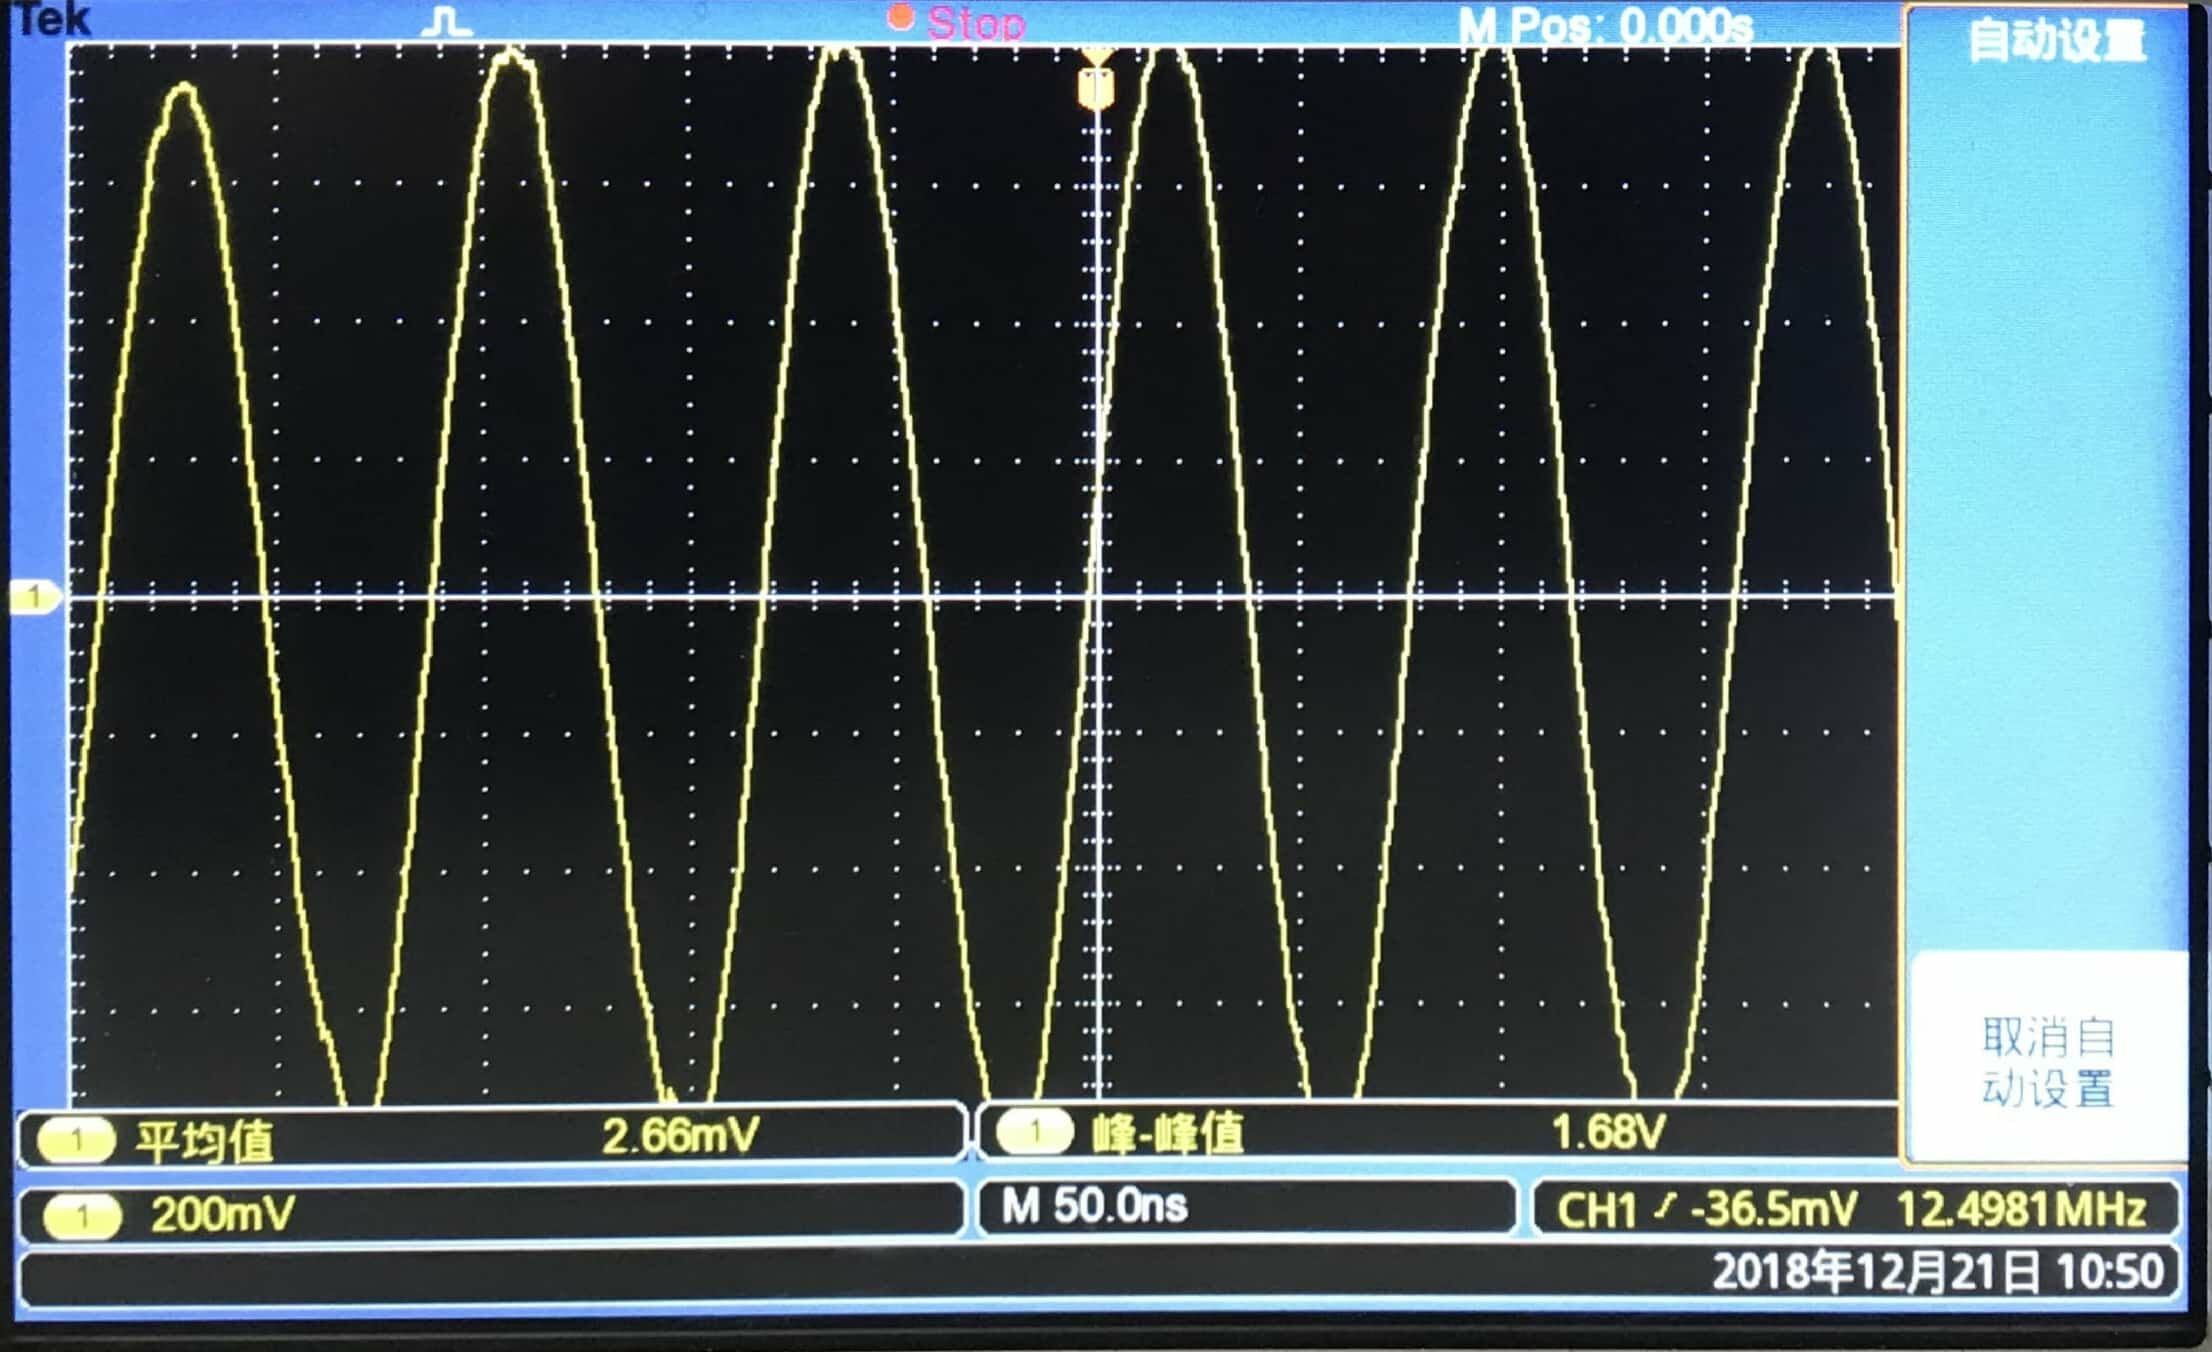 Tek
Stop
M Pos: 0.000s
自动设置
1
取消自
动设置
1 平均值 2.66mV
1 峰-峰值 1.68V
1 200mV
M 50.0ns
CH1 -36.5mV 12.4981MHz
2018年12月21日 10:50